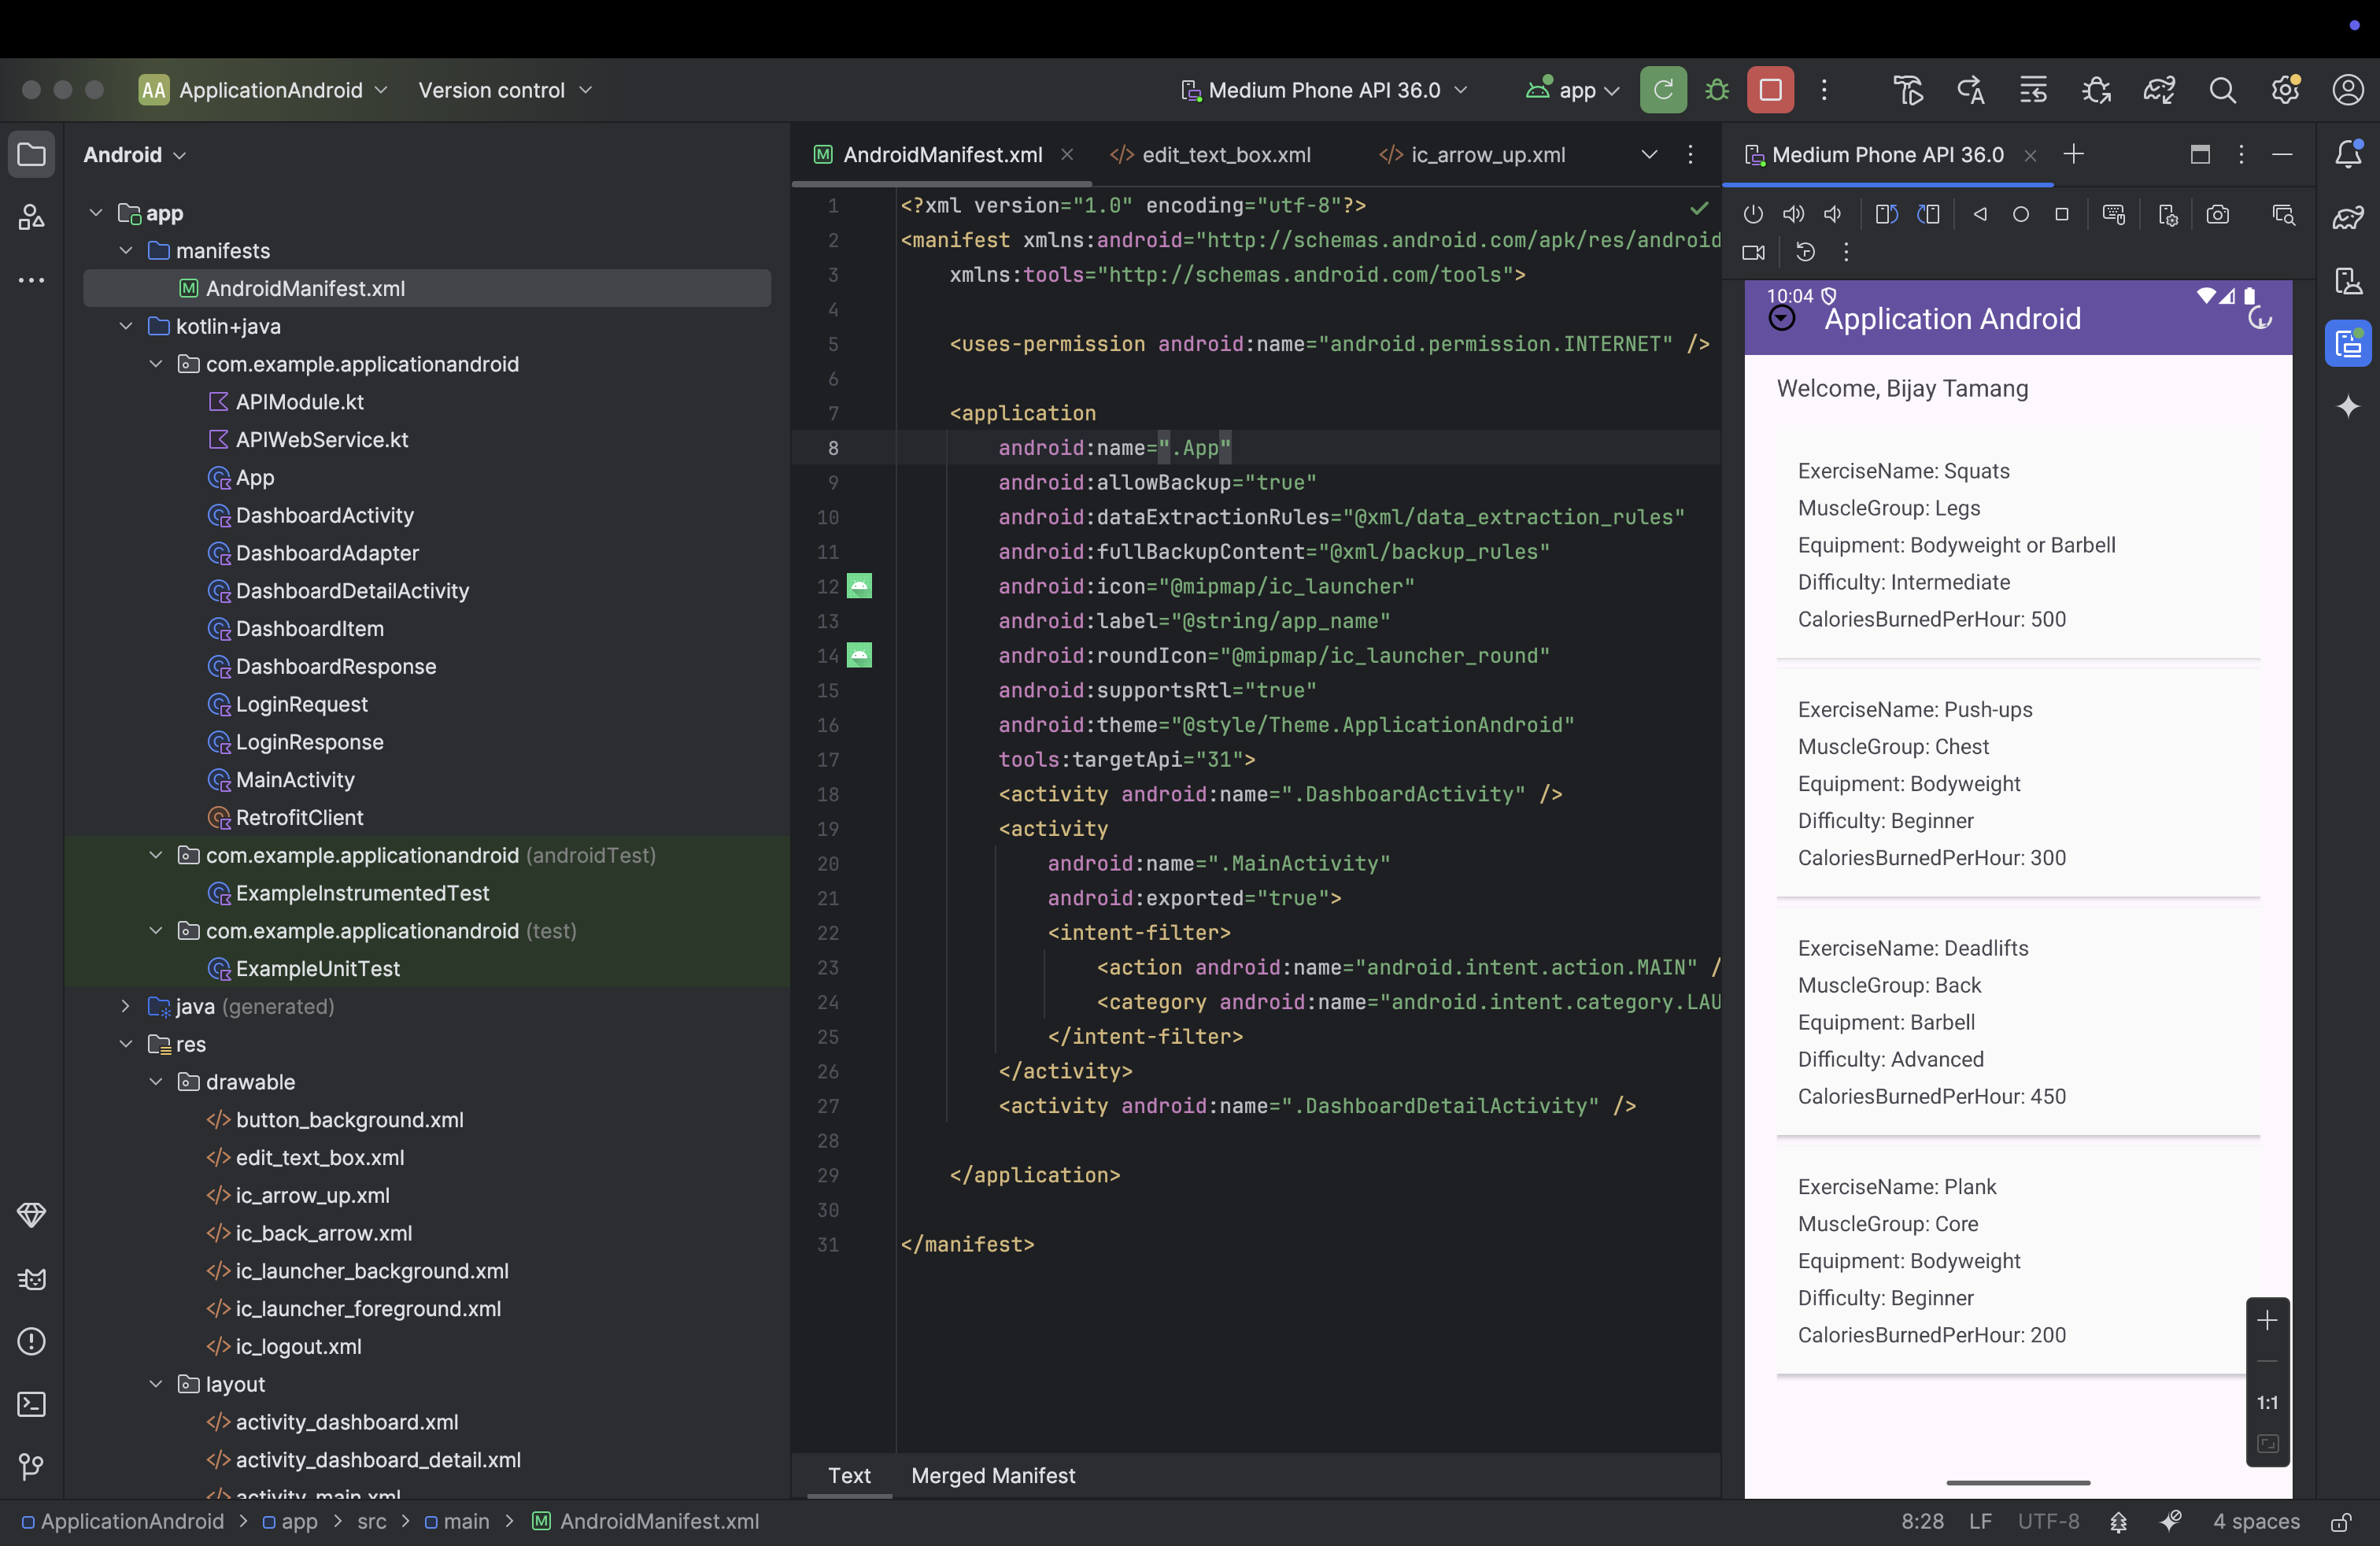 AA ApplicationAndroid
Version control
Medium Phone API 36.0
app
Android
app
manifests
AndroidManifest.xml
kotlin+java
com.example.applicationandroid
APIModule.kt
APIWebService.kt
App
DashboardActivity
DashboardAdapter
DashboardDetailActivity
DashboardItem
DashboardResponse
LoginRequest
LoginResponse
MainActivity
RetrofitClient
com.example.applicationandroid (androidTest)
ExampleInstrumentedTest
com.example.applicationandroid (test)
ExampleUnitTest
java (generated)
res
drawable
button_background.xml
edit_text_box.xml
ic_arrow_up.xml
ic_back_arrow.xml
ic_launcher_background.xml
ic_launcher_foreground.xml
ic_logout.xml
layout
activity_dashboard.xml
activity_dashboard_detail.xml
activity_main.xml
AndroidManifest.xml
edit_text_box.xml
ic_arrow_up.xml
1 <?xml version="1.0" encoding="utf-8"?>
2 <manifest xmlns:android="http://schemas.android.com/apk/res/android
3 xmlns:tools="http://schemas.android.com/tools">
4
5 <uses-permission android:name="android.permission.INTERNET" />
6
7 <application
8 android:name=".App"
9 android:allowBackup="true"
10 android:dataExtractionRules="@xml/data_extraction_rules"
11 android:fullBackupContent="@xml/backup_rules"
12 android:icon="@mipmap/ic_launcher"
13 android:label="@string/app_name"
14 android:roundIcon="@mipmap/ic_launcher_round"
15 android:supportsRtl="true"
16 android:theme="@style/Theme.ApplicationAndroid"
17 tools:targetApi="31">
18 <activity android:name=".DashboardActivity" />
19 <activity
20 android:name=".MainActivity"
21 android:exported="true">
22 <intent-filter>
23 <action android:name="android.intent.action.MAIN" /
24 <category android:name="android.intent.category.LAU
25 </intent-filter>
26 </activity>
27 <activity android:name=".DashboardDetailActivity" />
28
29 </application>
30
31 </manifest>
Text
Merged Manifest
Medium Phone API 36.0
10:04
Application Android
Welcome, Bijay Tamang
ExerciseName: Squats
MuscleGroup: Legs
Equipment: Bodyweight or Barbell
Difficulty: Intermediate
CaloriesBurnedPerHour: 500
ExerciseName: Push-ups
MuscleGroup: Chest
Equipment: Bodyweight
Difficulty: Beginner
CaloriesBurnedPerHour: 300
ExerciseName: Deadlifts
MuscleGroup: Back
Equipment: Barbell
Difficulty: Advanced
CaloriesBurnedPerHour: 450
ExerciseName: Plank
MuscleGroup: Core
Equipment: Bodyweight
Difficulty: Beginner
CaloriesBurnedPerHour: 200
1:1
ApplicationAndroid > app > src > main > AndroidManifest.xml
8:28
LF
UTF-8
4 spaces